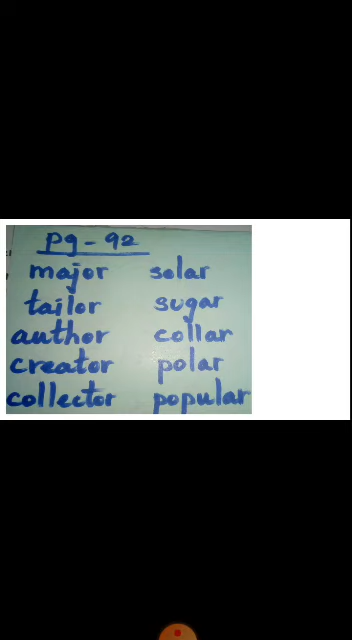 pg - 92
major solar
tailor sugar
author collar
creator polar
collector popular